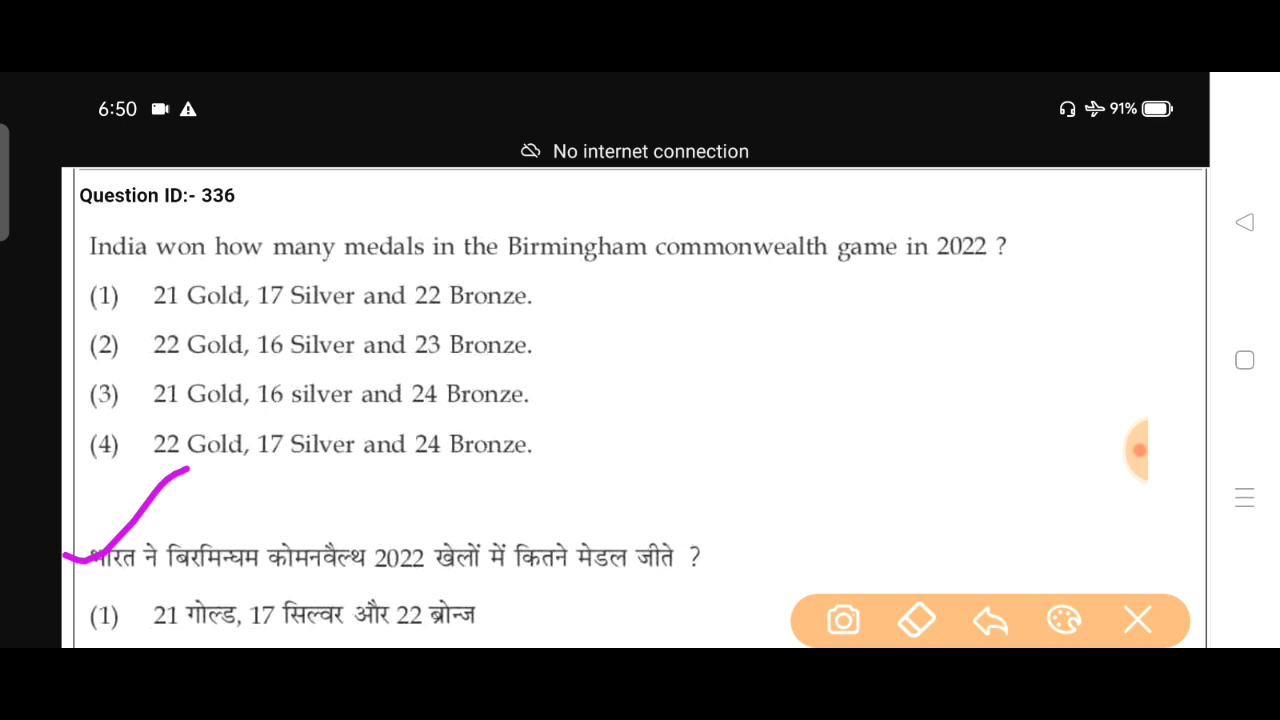 6:50
91%
No internet connection
Question ID:- 336
India won how many medals in the Birmingham commonwealth game in 2022 ?
(1) 21 Gold, 17 Silver and 22 Bronze.
(2) 22 Gold, 16 Silver and 23 Bronze.
(3) 21 Gold, 16 silver and 24 Bronze.
(4) 22 Gold, 17 Silver and 24 Bronze.
भारत ने बिरमिन्घम कोमनवैल्थ 2022 खेलों में कितने मेडल जीते ?
(1) 21 गोल्ड, 17 सिल्वर और 22 ब्रोन्ज